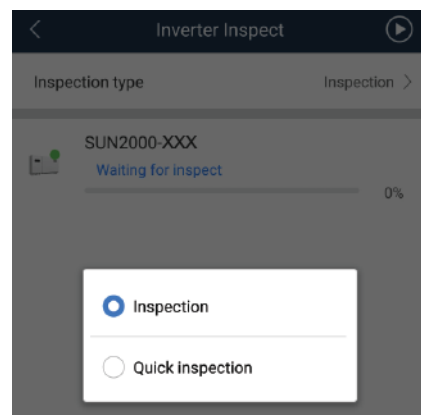 Inverter Inspect
Inspection type Inspection >
SUN2000-XXX
Waiting for inspect
0%
Inspection
Quick inspection